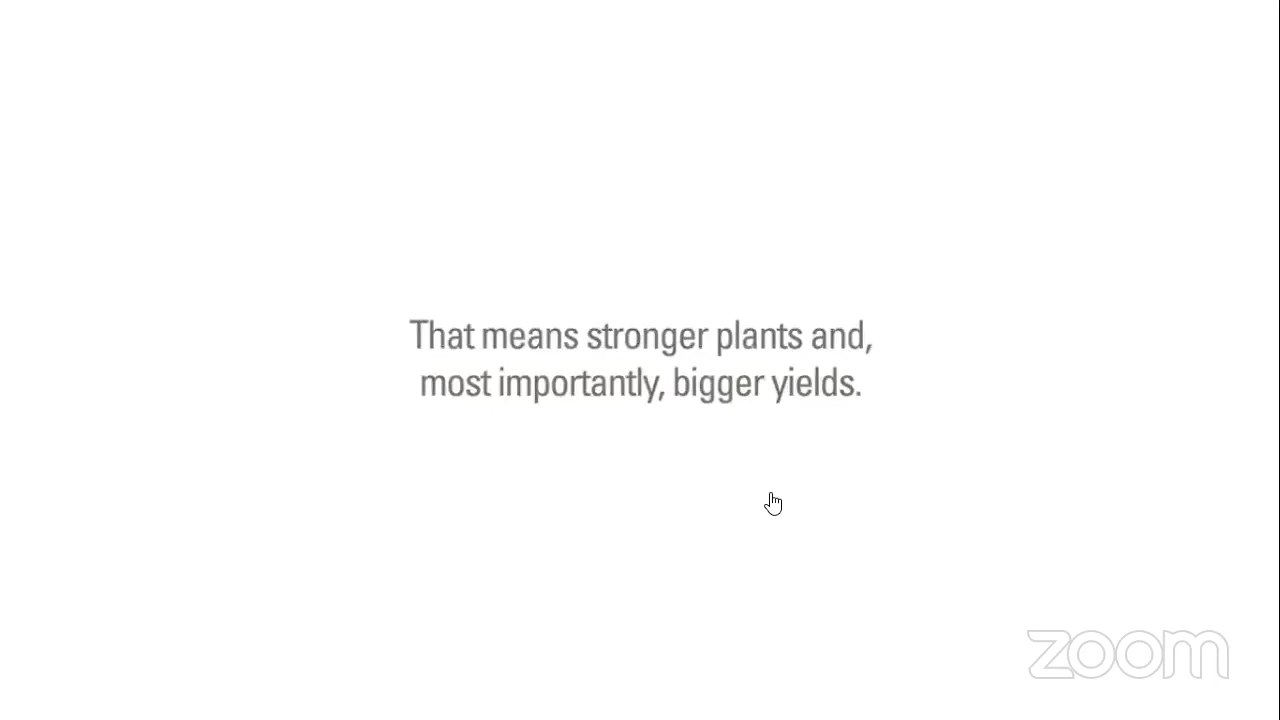 That means stronger plants and,
most importantly, bigger yields.
zoom